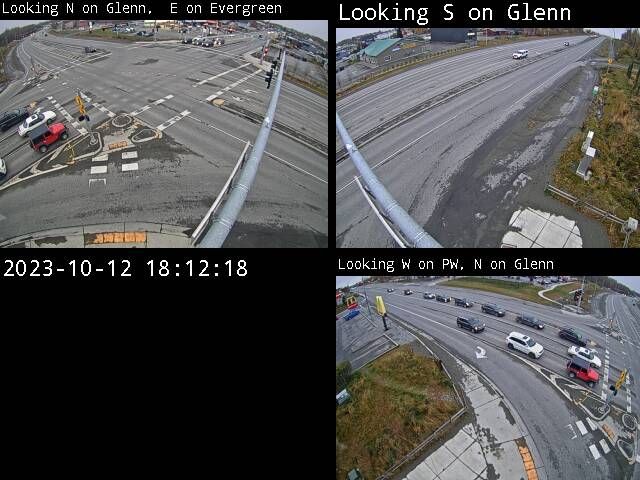 Looking N on Glenn,  E on Evergreen
Looking S on Glenn
2023-10-12 18:12:18
Looking W on PW, N on Glenn